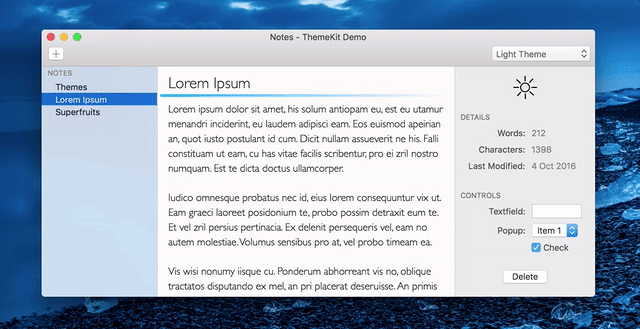 Notes - ThemeKit Demo
+
Light Theme
NOTES
Themes
Lorem Ipsum
Superfruits
Lorem Ipsum
Lorem ipsum dolor sit amet, his solum antiopam eu, est eu utamur
menandri inciderint, eu laudem adipisci eam. Eos euismod apeirian
an, quot iusto postulant id cum. Dicit nullam assueverit ne his. Falli
constituam ut eam, cu has vitae facilis scribentur, pro ei zril nostro
numquam. Est te dicta doctus ullamcorper.
Iudico omnesque probatus nec id, eius lorem consequuntur vix ut.
Eam graeci laoreet posidonium te, probo possim detraxit eum te.
Et vel zril persius pertinacia. Ex delenit persequeris vel, eam no
autem molestiae. Volumus sensibus pro at, vel probo timeam ea.
Vis wisi nonumy iisque cu. Ponderum abhorreant vis no, oblique
tractatos disputando ex mel, an pri placerat deseruisse. An primis
DETAILS
Words: 212
Characters: 1398
Last Modified: 4 Oct 2016
CONTROLS
Textfield:
Popup: Item 1
Check
Delete